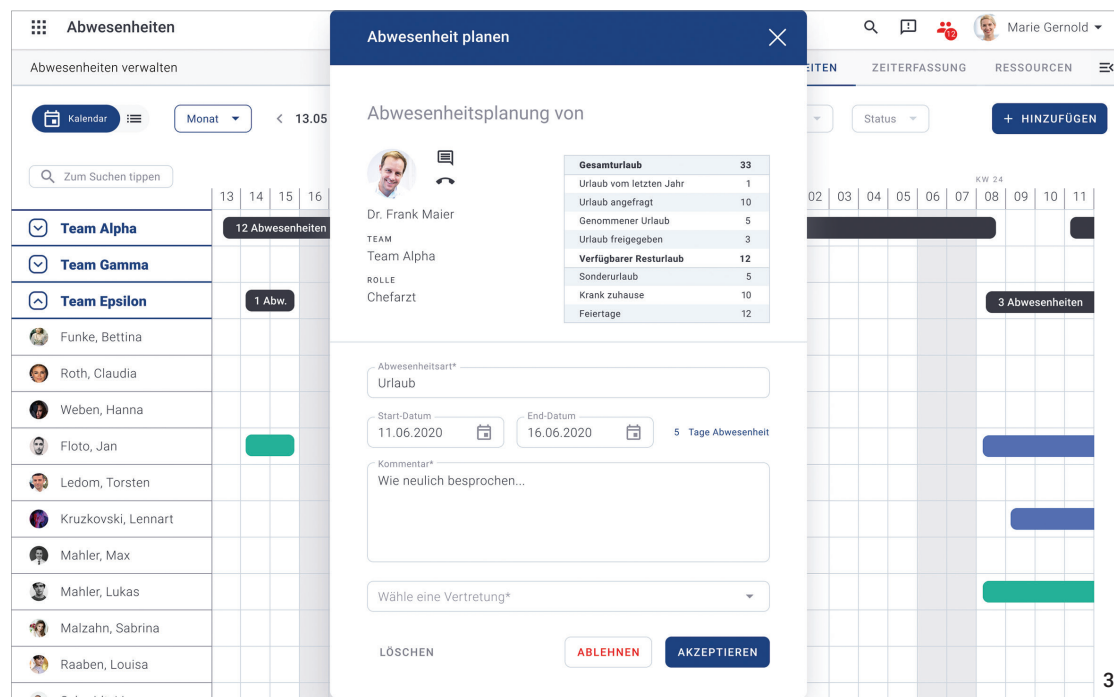 Abwesenheiten
Marie Gernold
12
Abwesenheiten verwalten
EITEN
ZEITERFASSUNG
RESSOURCEN
Kalendar
Monat
13.05
Status
+ HINZUFÜGEN
Zum Suchen tippen
KW 24
13 14 15 16
02 03 04 05 06 07 08 09 10 11
Team Alpha
12 Abwesenheiten
Team Gamma
Team Epsilon
1 Abw.
3 Abwesenheiten
Funke, Bettina
Roth, Claudia
Weben, Hanna
Floto, Jan
Ledom, Torsten
Kruzkovski, Lennart
Mahler, Max
Mahler, Lukas
Malzahn, Sabrina
Raaben, Louisa
Abwesenheit planen
Abwesenheitsplanung von
Dr. Frank Maier
TEAM
Team Alpha
ROLLE
Chefarzt
Gesamturlaub 33
Urlaub vom letzten Jahr 1
Urlaub angefragt 10
Genommener Urlaub 5
Urlaub freigegeben 3
Verfügbarer Resturlaub 12
Sonderurlaub 5
Krank zuhause 10
Feiertage 12
Abwesenheitsart*
Urlaub
Start-Datum
11.06.2020
End-Datum
16.06.2020
5 Tage Abwesenheit
Kommentar*
Wie neulich besprochen...
Wähle eine Vertretung*
LÖSCHEN
ABLEHNEN
AKZEPTIEREN
3